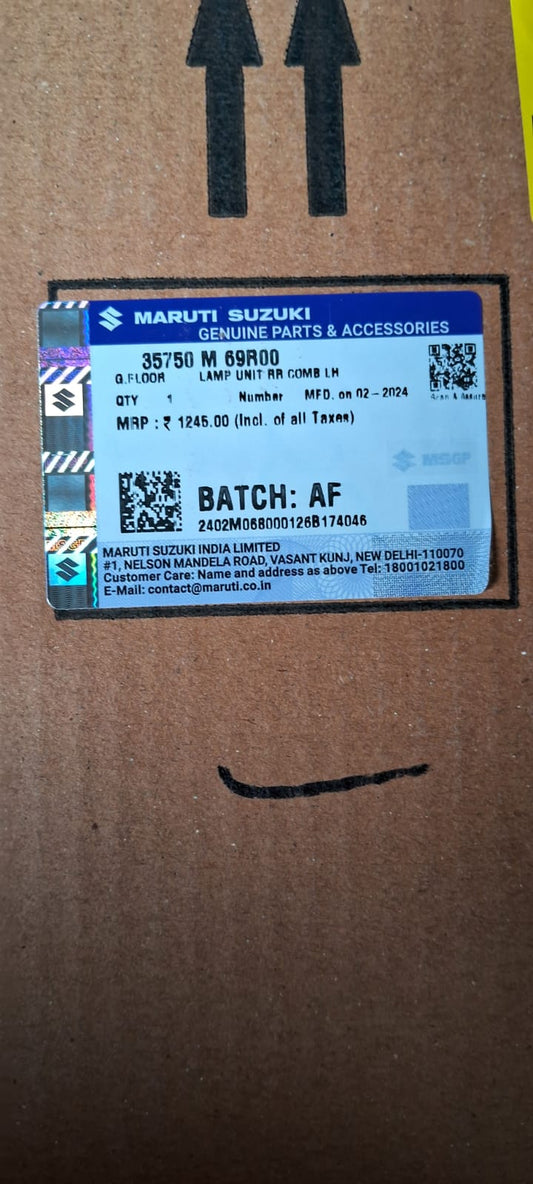 MARUTI SUZUKI
GENUINE PARTS & ACCESSORIES
35750 M 69R00
G.FLOOR LAMP UNIT RR COMB LH
QTY 1 Number MFD. on 02-2024
MRP : ₹ 1245.00 (Incl. of all Taxes)
Scan & Assure
MSGP
BATCH: AF
2402M068000126B174046
MARUTI SUZUKI INDIA LIMITED
#1, NELSON MANDELA ROAD, VASANT KUNJ, NEW DELHI-110070
Customer Care: Name and address as above Tel: 18001021800
E-Mail: contact@maruti.co.in